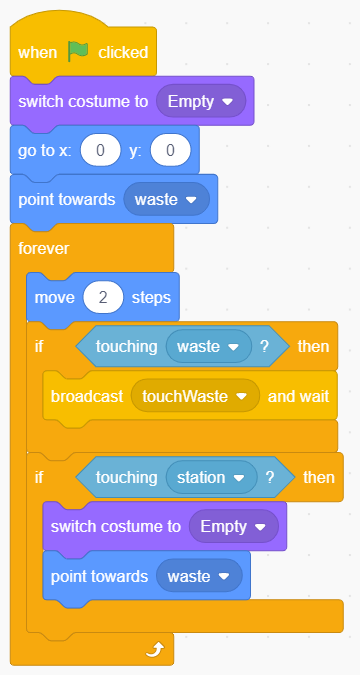 when clicked
switch costume to Empty
go to x: 0 y: 0
point towards waste
forever
move 2 steps
if touching waste ? then
broadcast touchWaste and wait
if touching station ? then
switch costume to Empty
point towards waste